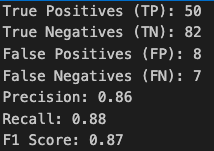 True Positives (TP): 50
True Negatives (TN): 82
False Positives (FP): 8
False Negatives (FN): 7
Precision: 0.86
Recall: 0.88
F1 Score: 0.87